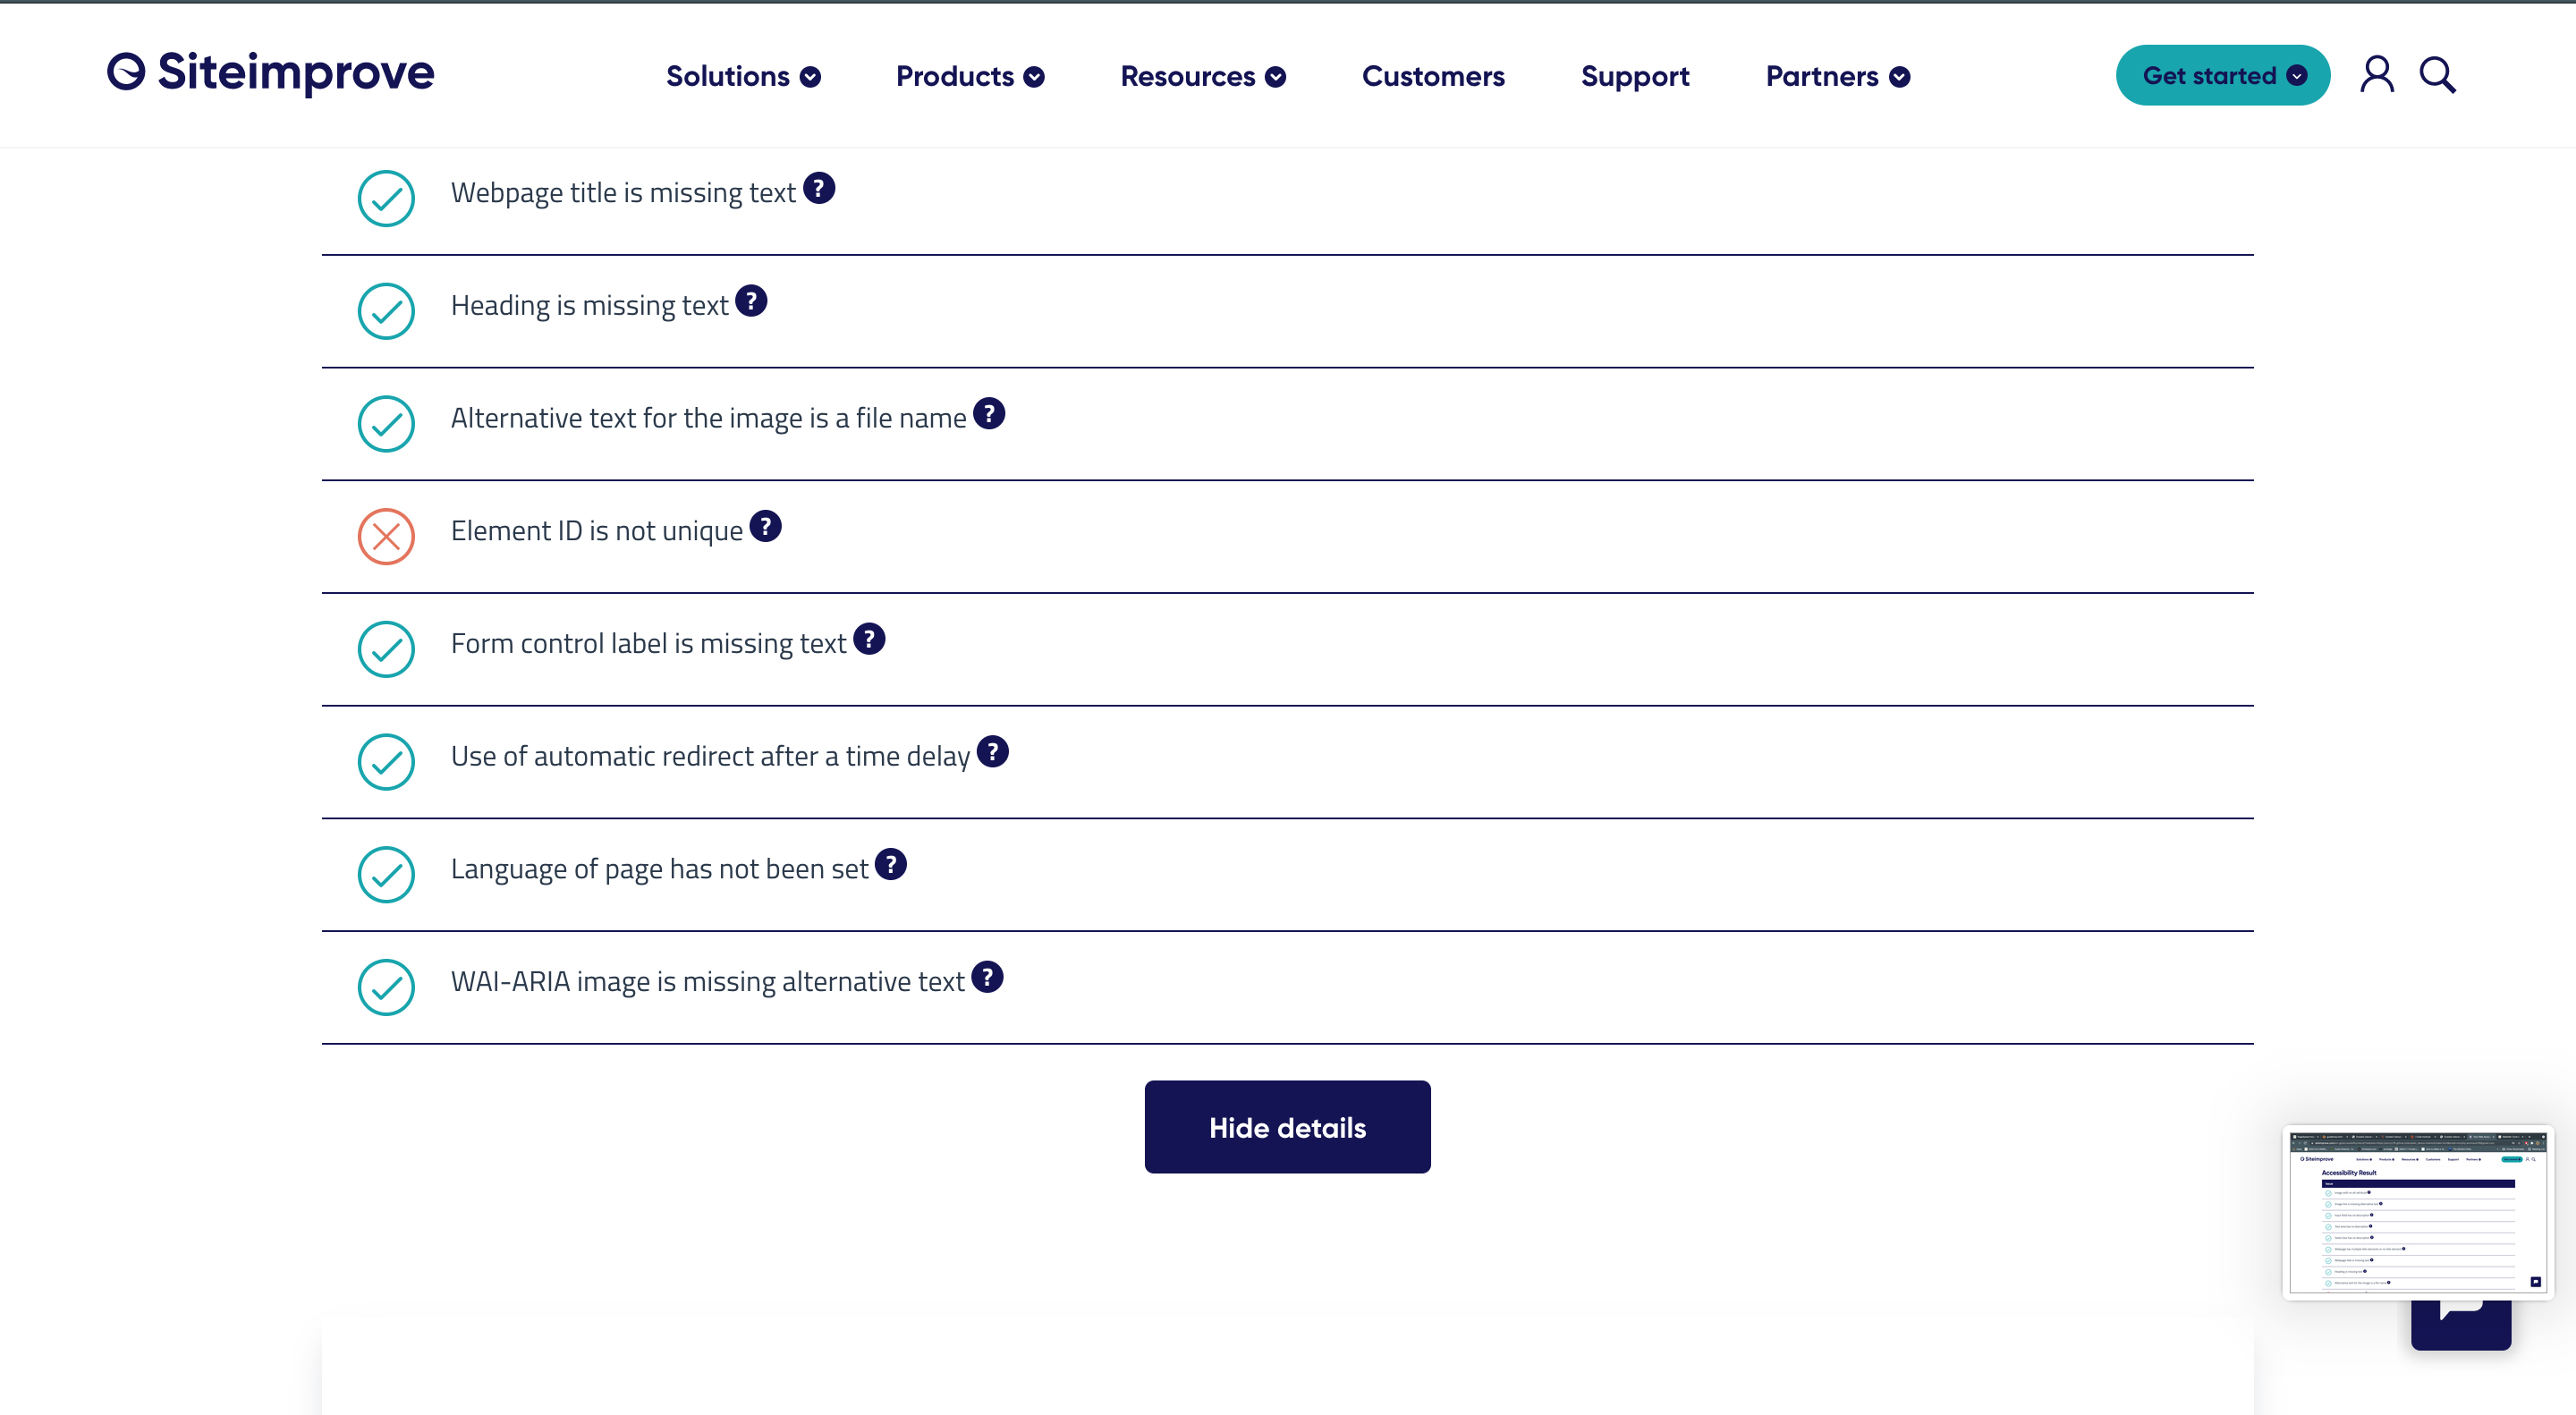 Siteimprove
Solutions Products Resources Customers Support Partners Get started
Webpage title is missing text ?
Heading is missing text ?
Alternative text for the image is a file name ?
Element ID is not unique ?
Form control label is missing text ?
Use of automatic redirect after a time delay ?
Language of page has not been set ?
WAI-ARIA image is missing alternative text ?
Hide details
Siteimprove
Accessibility Result